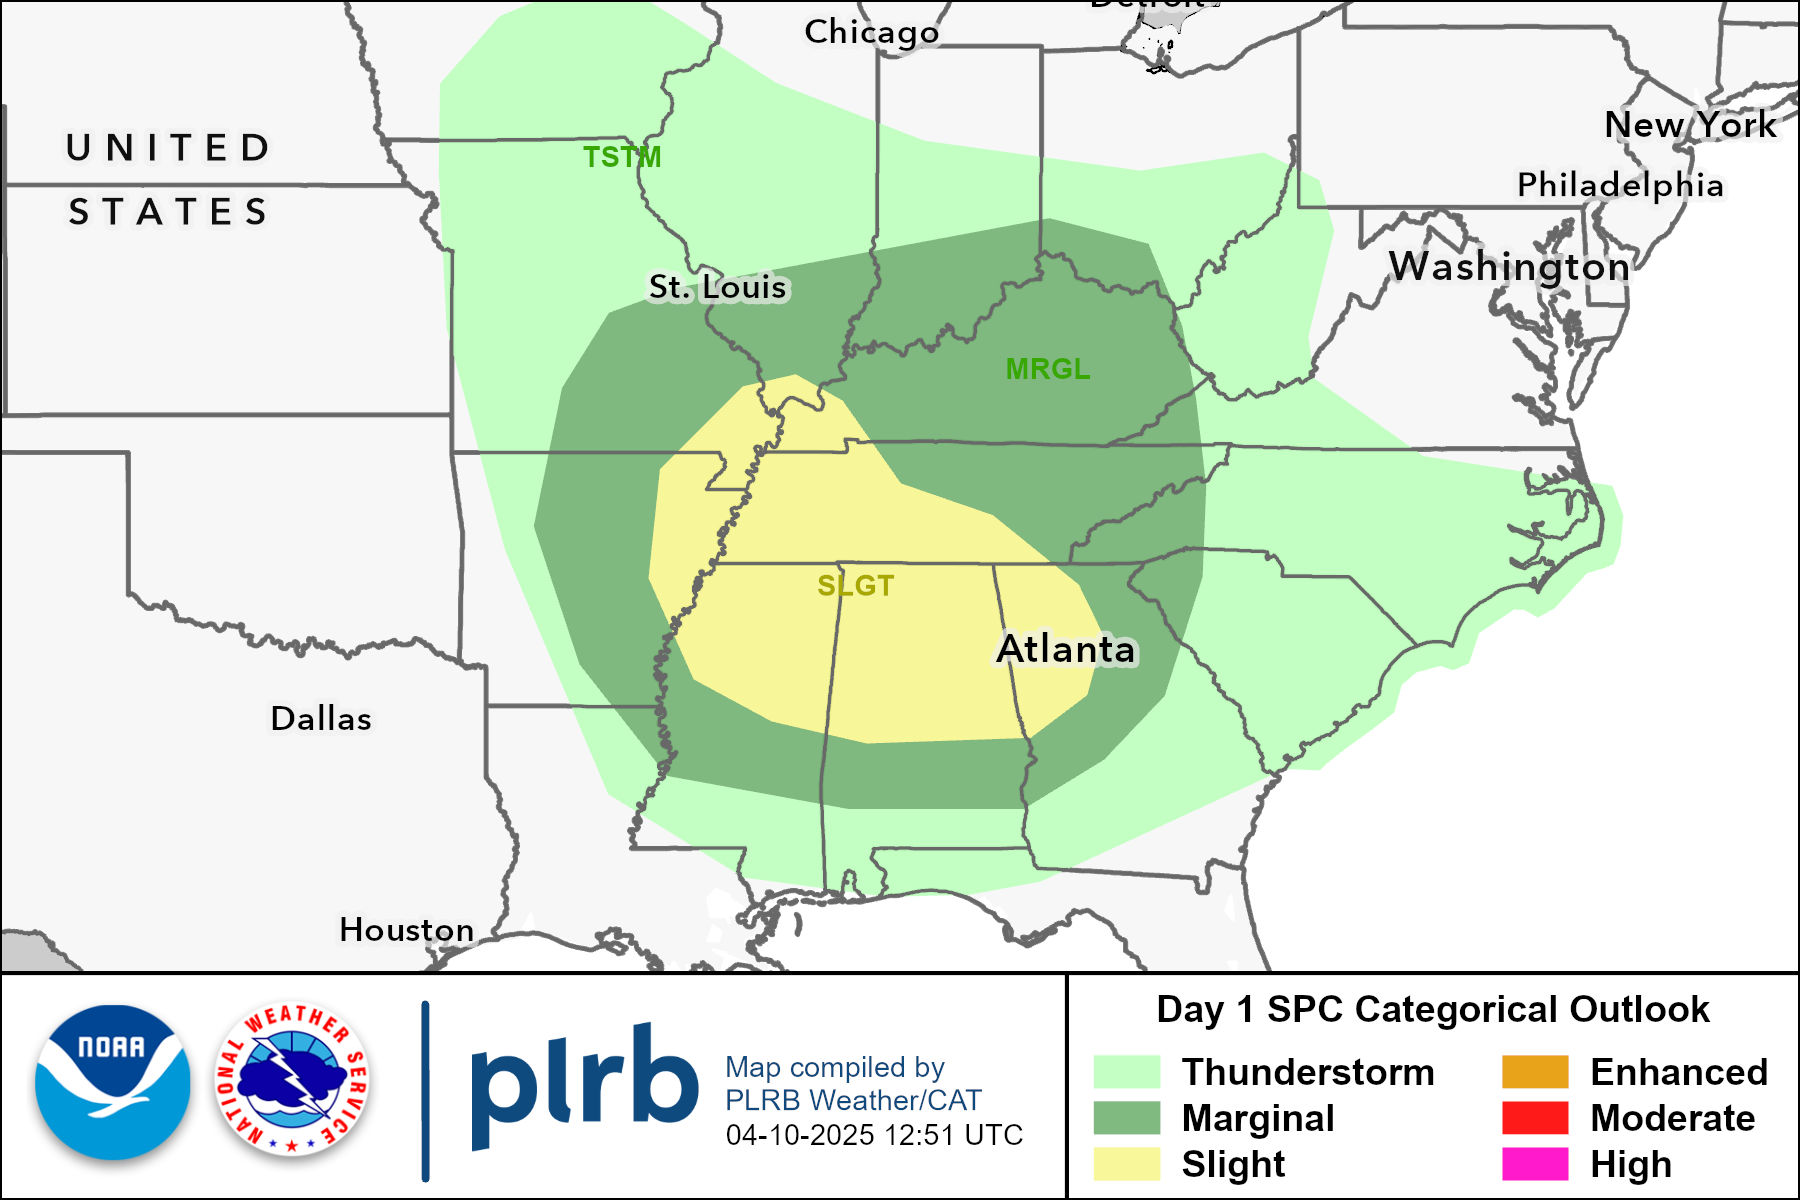 Detroit
Chicago
UNITED
STATES
New York
TSTM
Philadelphia
Washington
St. Louis
MRGL
SLGT
Atlanta
Dallas
Houston
NOAA
NATIONAL WEATHER SERVICE
plrb
Map compiled by
PLRB Weather/CAT
04-10-2025 12:51 UTC
Day 1 SPC Categorical Outlook
Thunderstorm
Marginal
Slight
Enhanced
Moderate
High